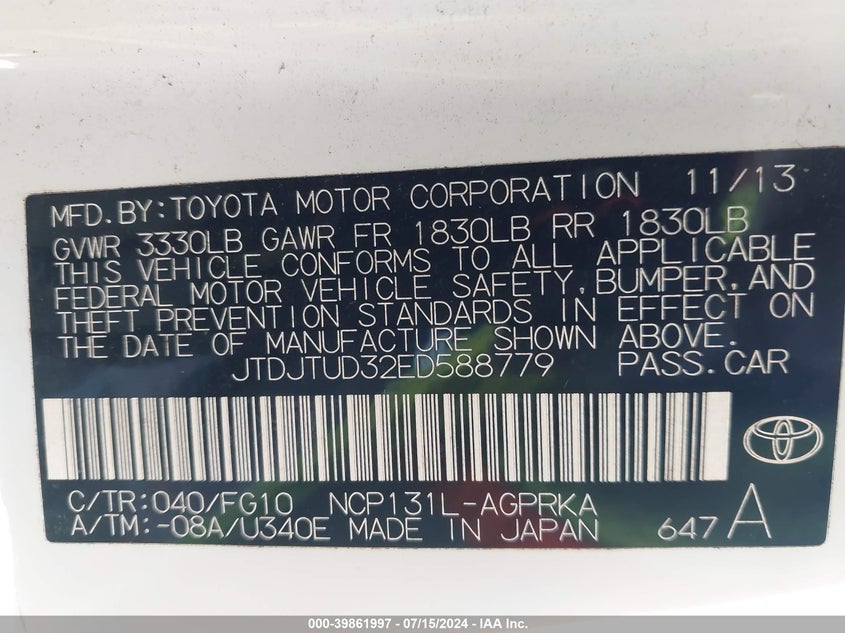 MFD. BY: TOYOTA MOTOR CORPORATION 11/13
GVWR 3330LB GAWR FR 1830LB RR 1830LB
THIS VEHICLE CONFORMS TO ALL APPLICABLE
FEDERAL MOTOR VEHICLE SAFETY, BUMPER, AND
THEFT PREVENTION STANDARDS IN EFFECT ON
THE DATE OF MANUFACTURE SHOWN ABOVE.
JTDJTUD32ED588779 PASS. CAR
C/TR: 040/FG10 NCP131L-AGPRKA
A/TM: -08A/U340E MADE IN JAPAN 647 A
000-39861997 / 07/15/2024 - IAA Inc.